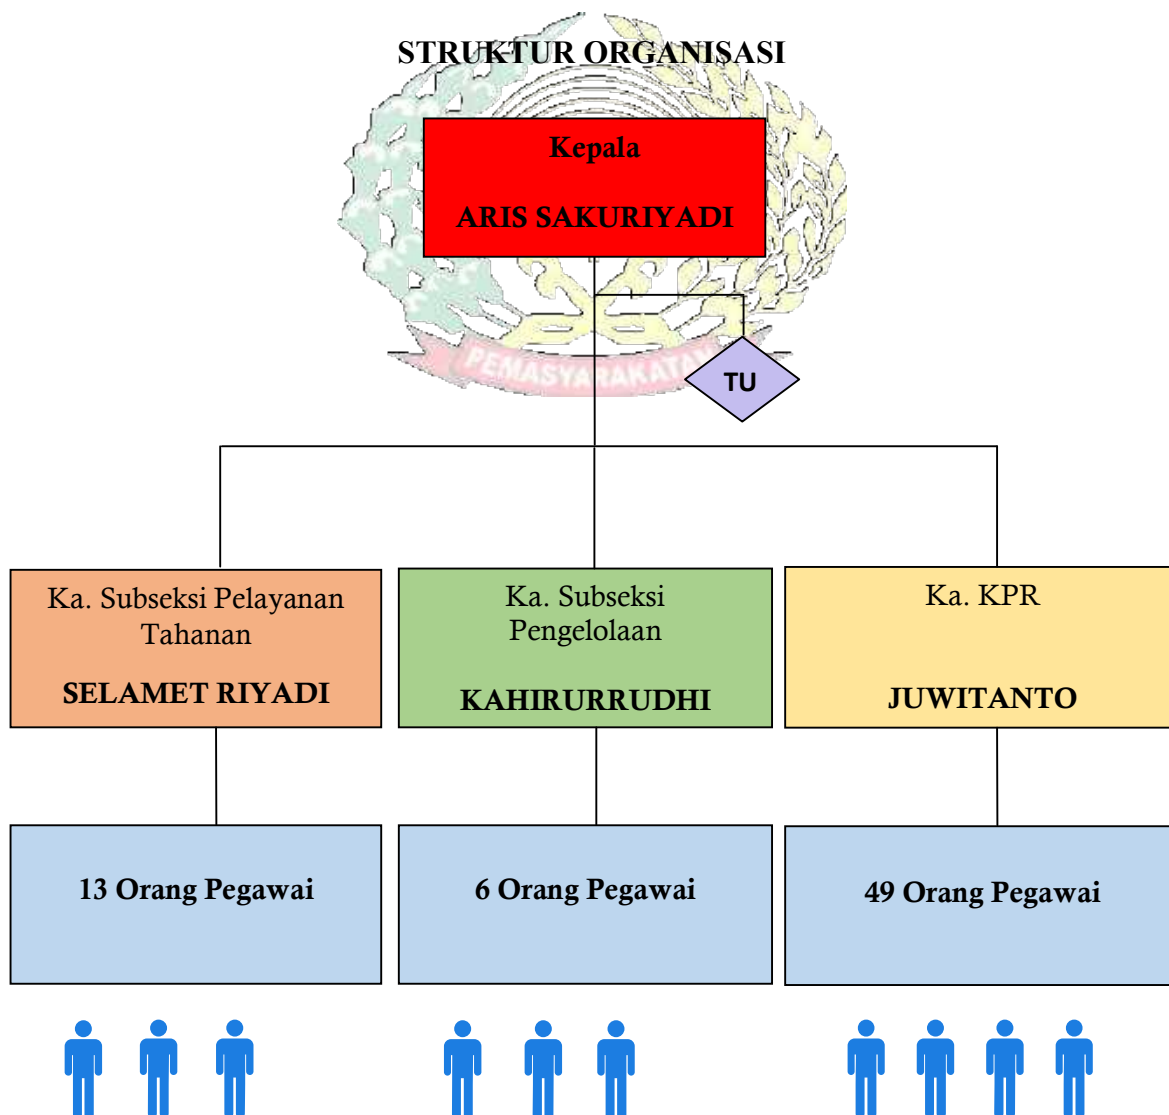 STRUKTUR ORGANISASI
Kepala
ARIS SAKURIYADI
PEMASYARAKATAN
TU
Ka. Subseksi Pelayanan
Tahanan
SELAMET RIYADI
Ka. Subseksi
Pengelolaan
KAHIRURRUDHI
Ka. KPR
JUWITANTO
13 Orang Pegawai
6 Orang Pegawai
49 Orang Pegawai